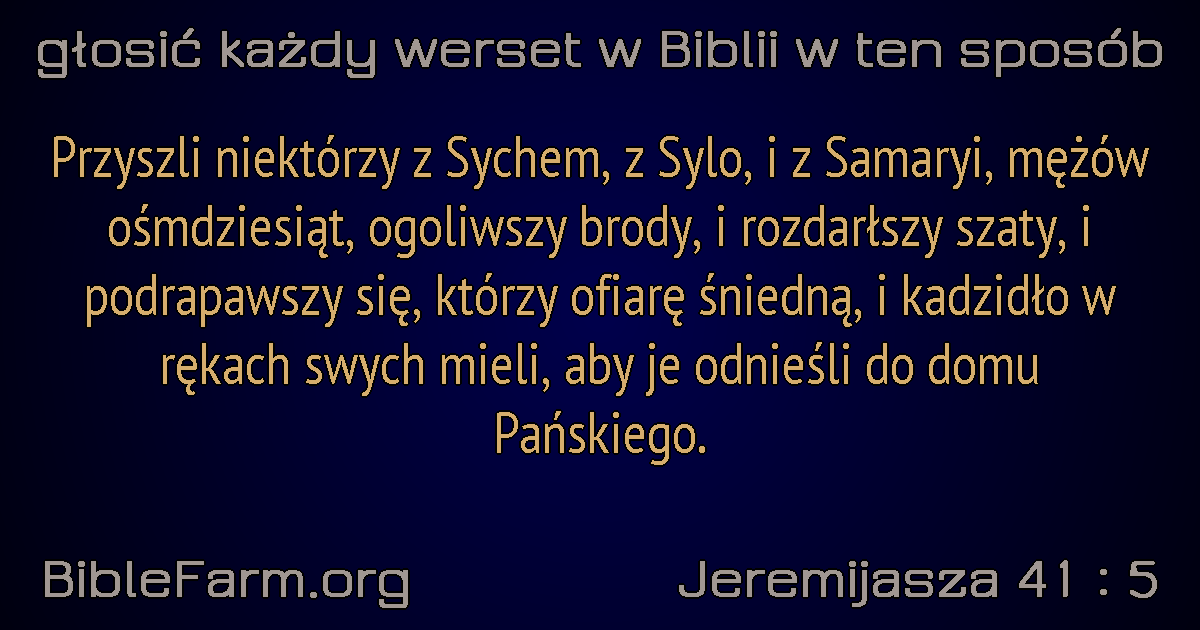 głosić każdy werset w Biblii w ten sposób
Przyszli niektórzy z Sychem, z Sylo, i z Samaryi, mężów
ośmdziesiąt, ogoliwszy brody, i rozdarłszy szaty, i
podrapawszy się, którzy ofiarę śniedną, i kadzidło w
rękach swych mieli, aby je odnieśli do domu
Pańskiego.
BibleFarm.org
Jeremijasza 41 : 5